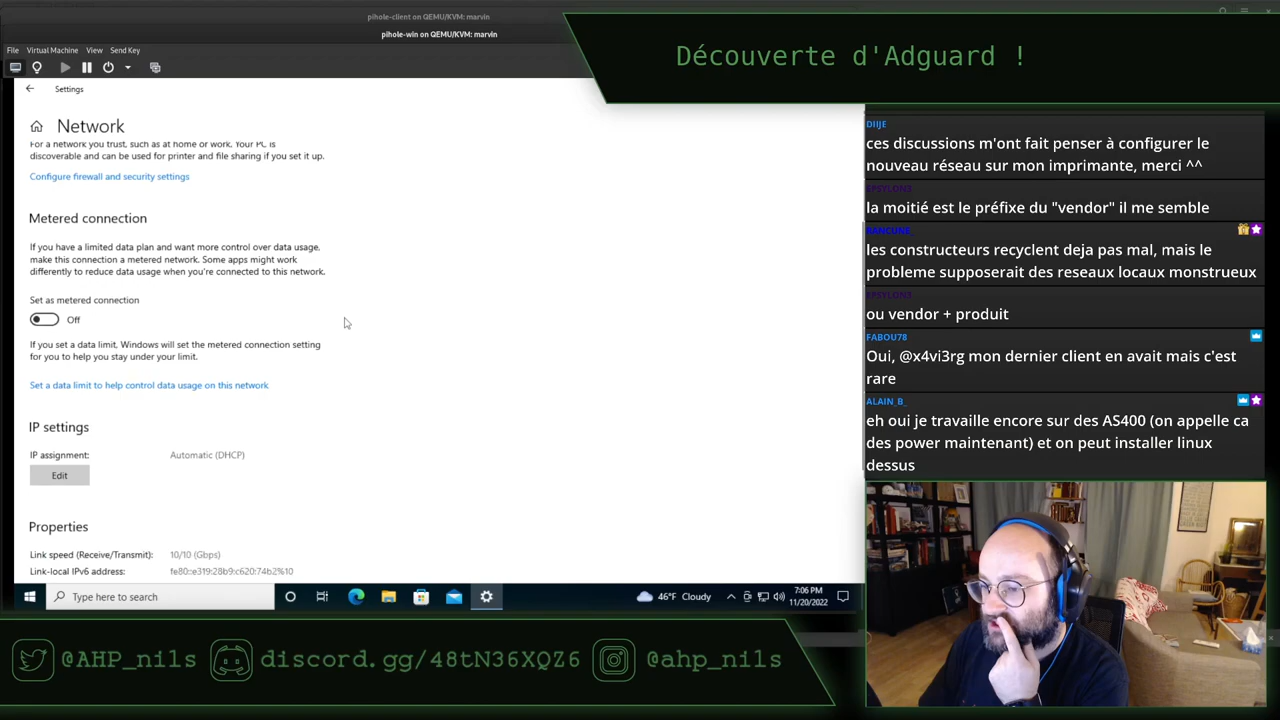 pihole-client on QEMU/KVM: marvin
pihole-win on QEMU/KVM: marvin
File Virtual Machine View Send Key
Settings
Network
For a network you trust, such as at home or work. Your PC is
discoverable and can be used for printer and file sharing if you set it up.
Configure firewall and security settings
Metered connection
If you have a limited data plan and want more control over data usage,
make this connection a metered network. Some apps might work
differently to reduce data usage when you're connected to this network.
Set as metered connection
Off
If you set a data limit, Windows will set the metered connection setting
for you to help you stay under your limit.
Set a data limit to help control data usage on this network
IP settings
IP assignment: Automatic (DHCP)
Edit
Properties
Link speed (Receive/Transmit): 10/10 (Gbps)
Link-local IPv6 address: fe80::e319:28b9:c620:74b2%10
Type here to search
46°F Cloudy
7:06 PM
11/20/2022
Découverte d'Adguard !
DIIJE
ces discussions m'ont fait penser à configurer le
nouveau réseau sur mon imprimante, merci ^^
EPSYLON3
la moitié est le préfixe du "vendor" il me semble
RANCUNE_
les constructeurs recyclent deja pas mal, mais le
probleme supposerait des reseaux locaux monstrueux
EPSYLON3
ou vendor + produit
FABOU78
Oui, @x4vi3rg mon dernier client en avait mais c'est
rare
ALAIN_B_
eh oui je travaille encore sur des AS400 (on appelle ca
des power maintenant) et on peut installer linux
dessus
@AHP_nils discord.gg/48tN36XQZ6 @ahp_nils